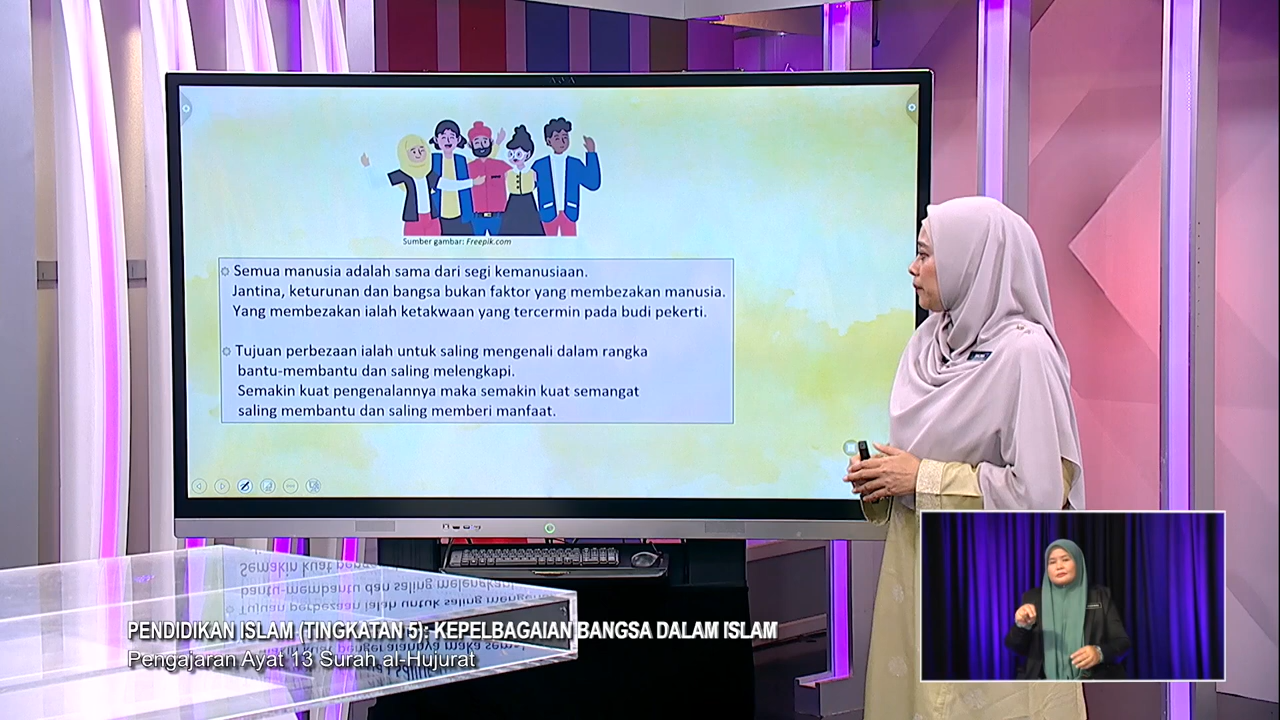 Sumber gambar: Freepik.com
Semua manusia adalah sama dari segi kemanusiaan.
Jantina, keturunan dan bangsa bukan faktor yang membezakan manusia.
Yang membezakan ialah ketakwaan yang tercermin pada budi pekerti.
Tujuan perbezaan ialah untuk saling mengenali dalam rangka
bantu-membantu dan saling melengkapi.
Semakin kuat pengenalannya maka semakin kuat semangat
saling membantu dan saling memberi manfaat.
PENDIDIKAN ISLAM (TINGKATAN 5): KEPELBAGAIAN BANGSA DALAM ISLAM
Pengajaran Ayat 13 Surah al-Hujurat